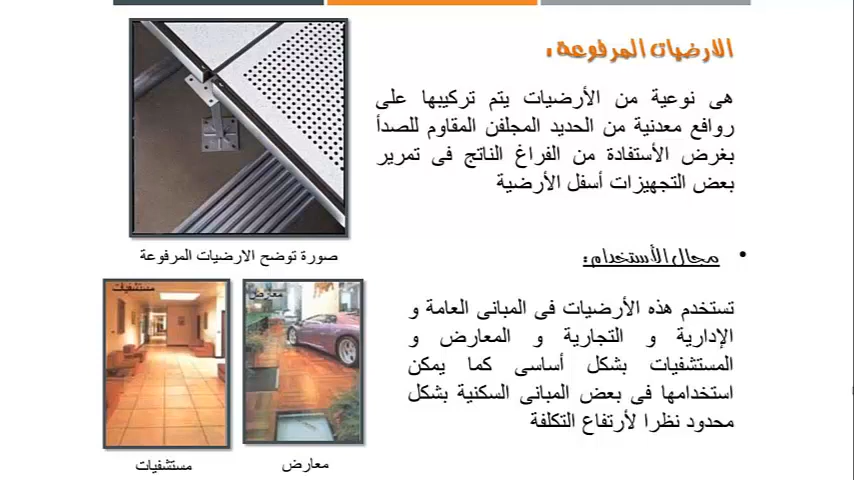 الارضيات المرفوعة :
هى نوعية من الأرضيات يتم تركيبها على
روافع معدنية من الحديد المجلفن المقاوم للصدأ
بغرض الأستفادة من الفراغ الناتج فى تمرير
بعض التجهيزات أسفل الأرضية
صورة توضح الارضيات المرفوعة
• مجال الأستخدام:
تستخدم هذه الأرضيات فى المبانى العامة و
الإدارية و التجارية و المعارض و
المستشفيات بشكل أساسى كما يمكن
استخدامها فى بعض المبانى السكنية بشكل
محدود نظرا لأرتفاع التكلفة
معارض
مستشفيات
معارض
مستشفيات